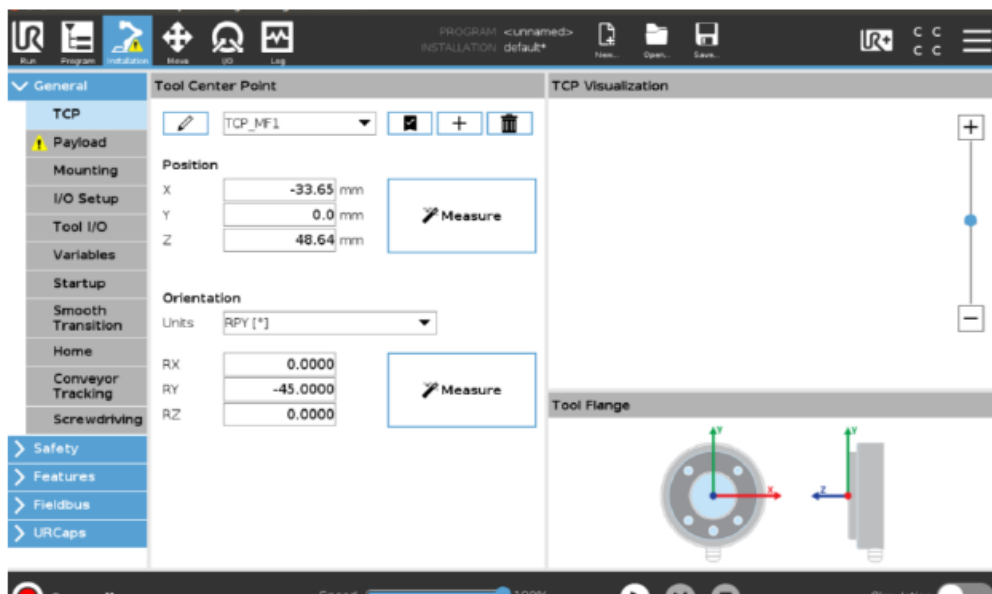 UR
PROGRAM <unnamed>
INSTALLATION default*
UR+
C C
C C
Run
Program
Installation
Move
I/O
Log
New...
Open...
Save...
General
TCP
Payload
Mounting
I/O Setup
Tool I/O
Variables
Startup
Smooth
Transition
Home
Conveyor
Tracking
Screwdriving
Safety
Features
Fieldbus
URCaps
Tool Center Point
TCP_MF1
Position
X -33.65 mm
Y 0.0 mm
Z 48.64 mm
Measure
Orientation
Units RPY [°]
RX 0.0000
RY -45.0000
RZ 0.0000
Measure
TCP Visualization
Tool Flange
Y
X
Y
Z